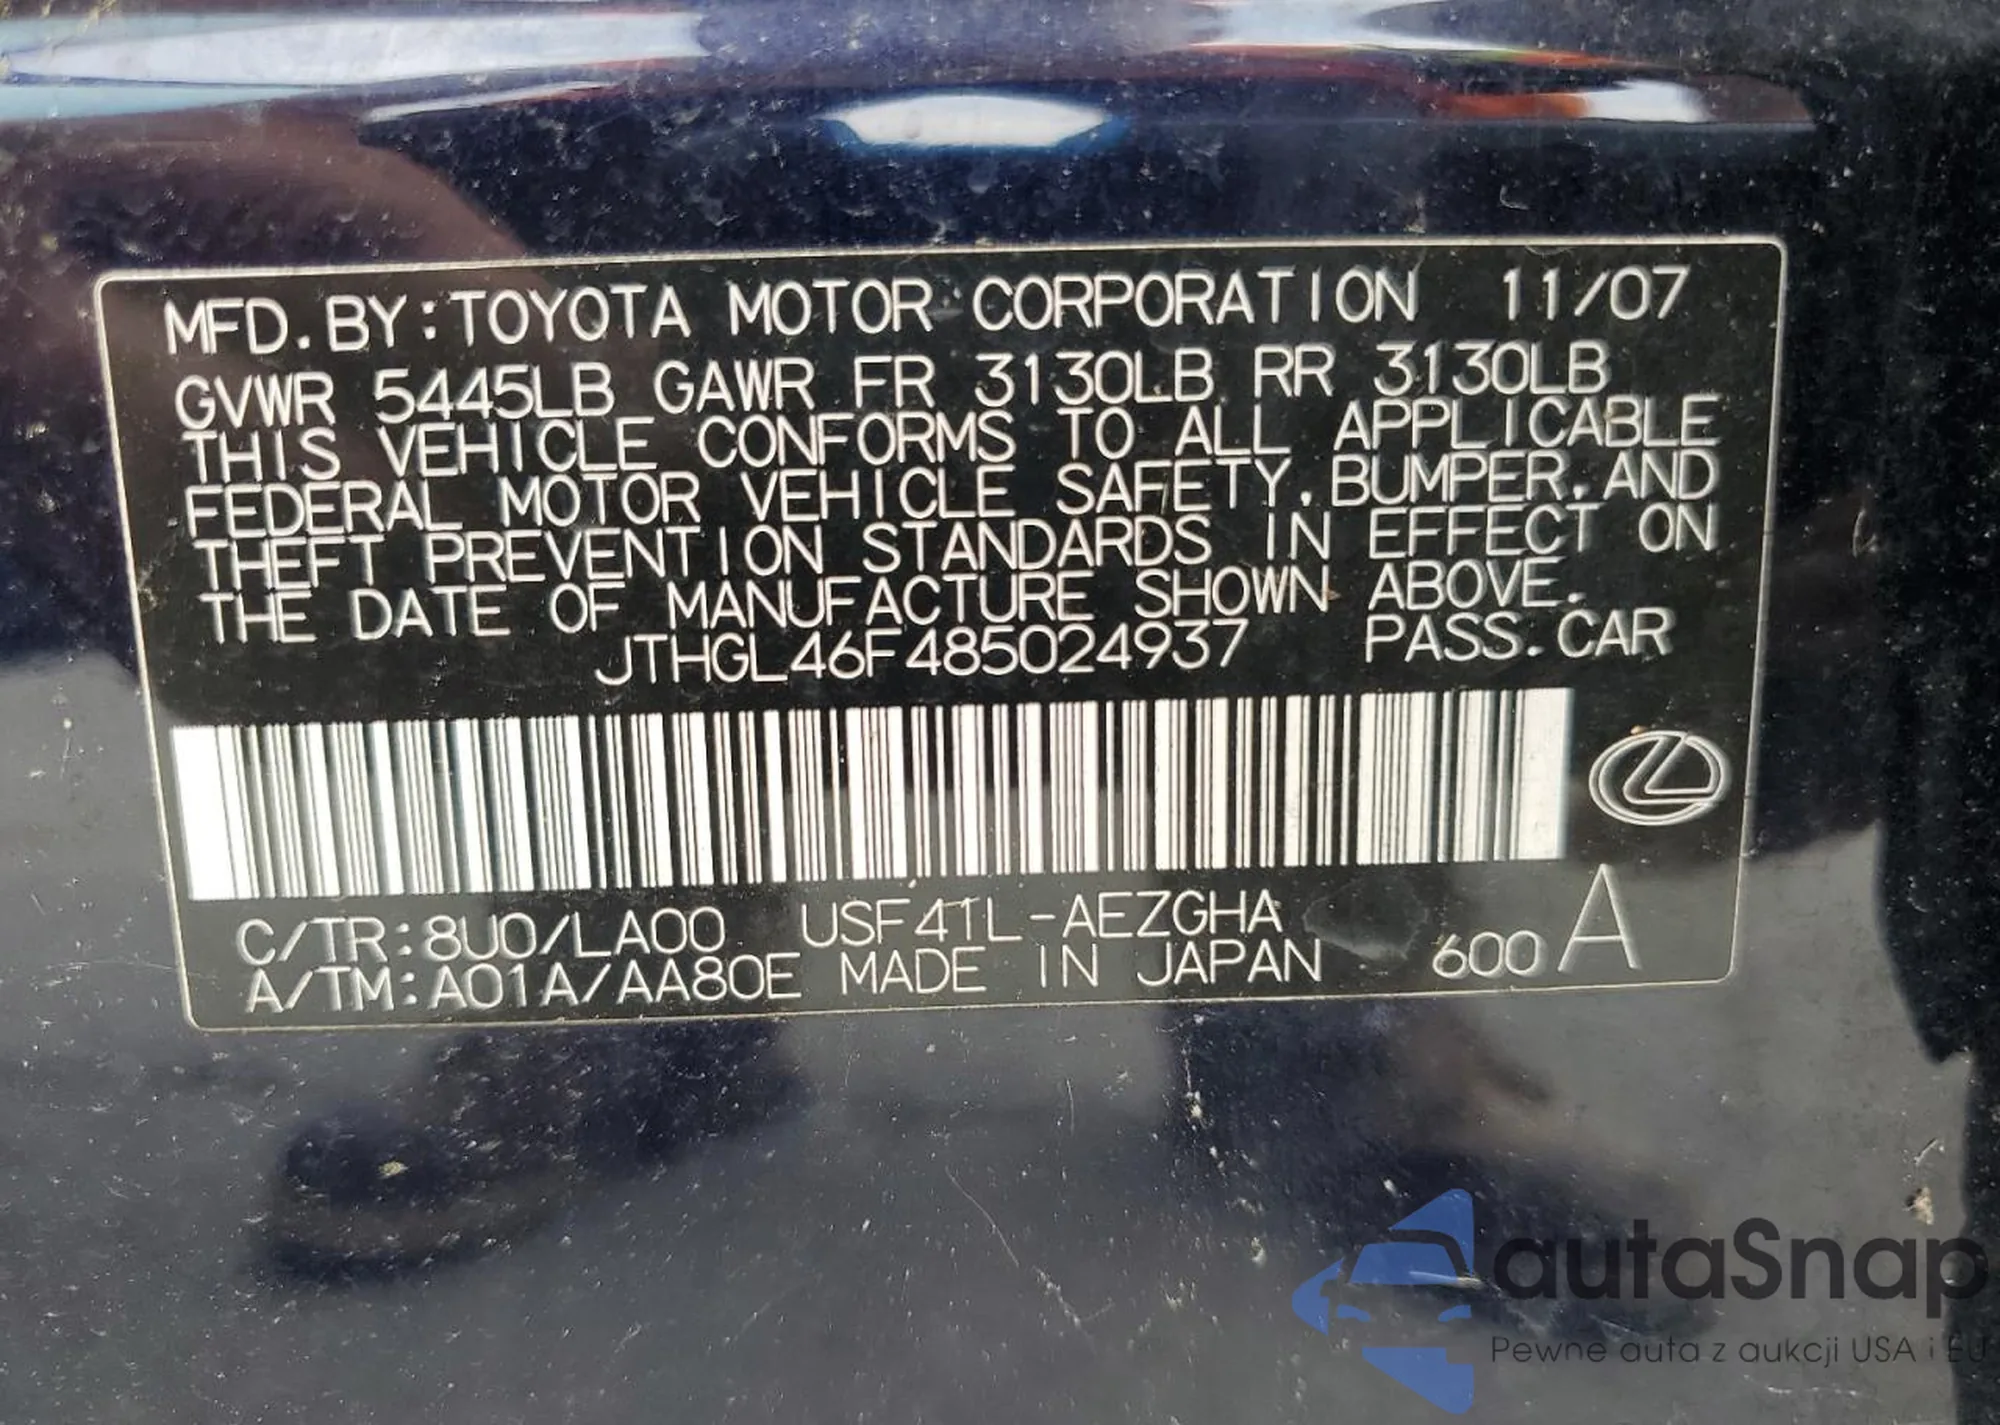 MFD. BY: TOYOTA MOTOR CORPORATION 11/07
GVWR 5445LB GAWR FR 3130LB RR 3130LB
THIS VEHICLE CONFORMS TO ALL APPLICABLE
FEDERAL MOTOR VEHICLE SAFETY, BUMPER, AND
THEFT PREVENTION STANDARDS IN EFFECT ON
THE DATE OF MANUFACTURE SHOWN ABOVE.
JTHGL46F485024937 PASS. CAR
C/TR: 8U0/LA00 USF41L-AEZGHA
A/TM: A01A/AA80E MADE IN JAPAN 600 A
autaSnap
Pewne auta z aukcji USA i EU